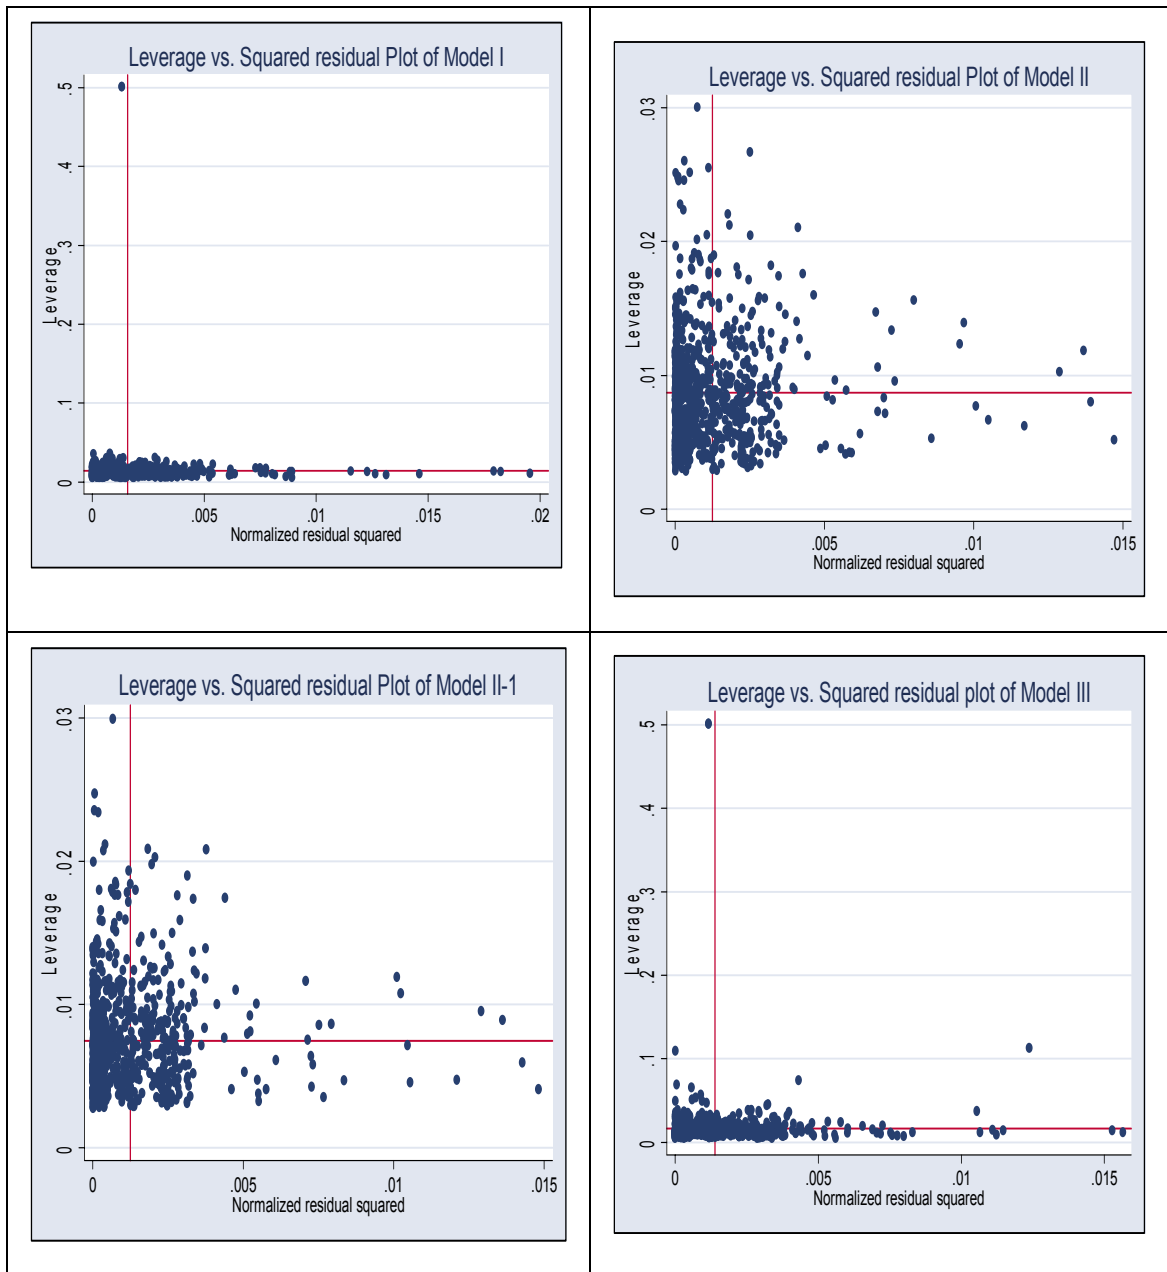 Leverage vs. Squared residual Plot of Model I
.5
.4
.3
.2
.1
0
Leverage
0 .005 .01 .015 .02
Normalized residual squared
Leverage vs. Squared residual Plot of Model II
.03
.02
.01
0
Leverage
0 .005 .01 .015
Normalized residual squared
Leverage vs. Squared residual Plot of Model II-1
.03
.02
.01
0
Leverage
0 .005 .01 .015
Normalized residual squared
Leverage vs. Squared residual plot of Model III
.5
.4
.3
.2
.1
0
Leverage
0 .005 .01 .015
Normalized residual squared